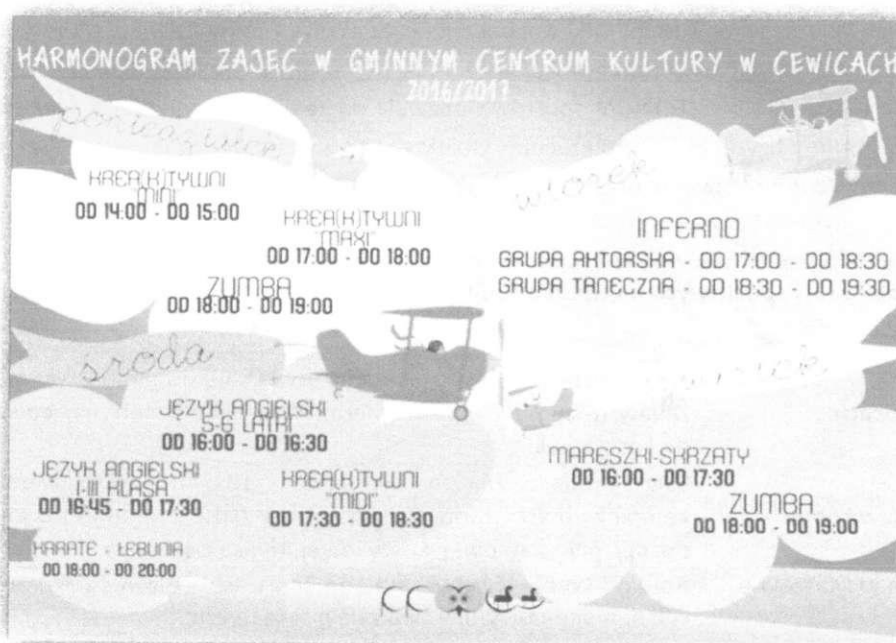 HARMONOGRAM ZAJĘĆ W GMINNYM CENTRUM KULTURY W CEWICACH
2016/2017
poniedziałek
KREA(K)TYWNI
"MINI"
OD 14:00 - DO 15:00
KREA(K)TYWNI
"MAXI"
OD 17:00 - DO 18:00
ZUMBA
OD 18:00 - DO 19:00
wtorek
INFERNO
GRUPA AKTORSKA - OD 17:00 - DO 18:30
GRUPA TANECZNA - OD 18:30 - DO 19:30
środa
JĘZYK ANGIELSKI
5-6 LATKI
OD 16:00 - DO 16:30
JĘZYK ANGIELSKI
I-III KLASA
OD 16:45 - DO 17:30
KREA(K)TYWNI
"MIDI"
OD 17:30 - DO 18:30
KARATE - ŁEBUNIA
OD 18:00 - DO 20:00
MARESZKI-SKRZATY
OD 16:00 - DO 17:30
ZUMBA
OD 18:00 - DO 19:00